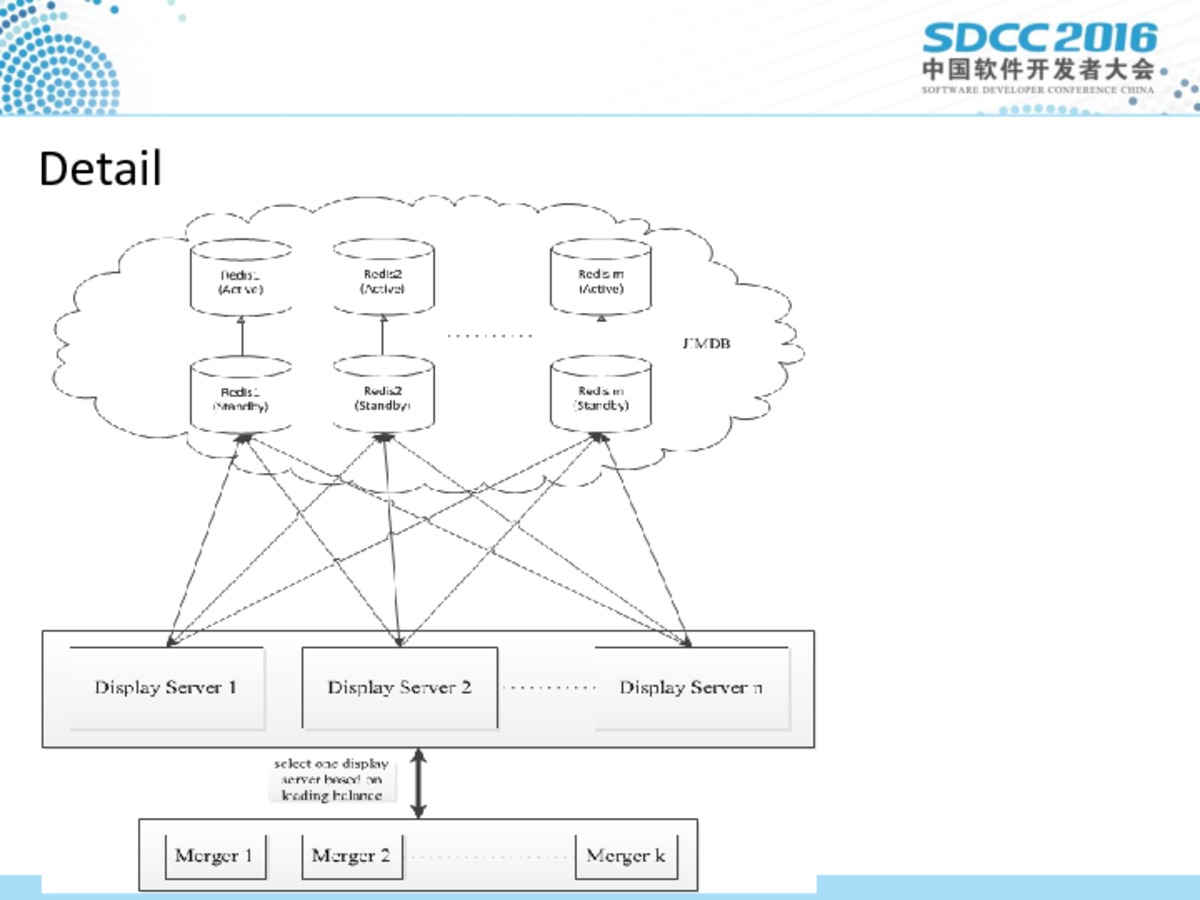 SDCC 2016
中国软件开发者大会
SOFTWARE DEVELOPER CONFERENCE CHINA
Detail
Redis1
(Active)
Redis2
(Active)
Redis m
(Active)
JIMDB
Redis1
(Standby)
Redis2
(Standby)
Redis m
(Standby)
Display Server 1
Display Server 2
Display Server n
select one display
server based on
loading balance
Merger 1
Merger 2
Merger k